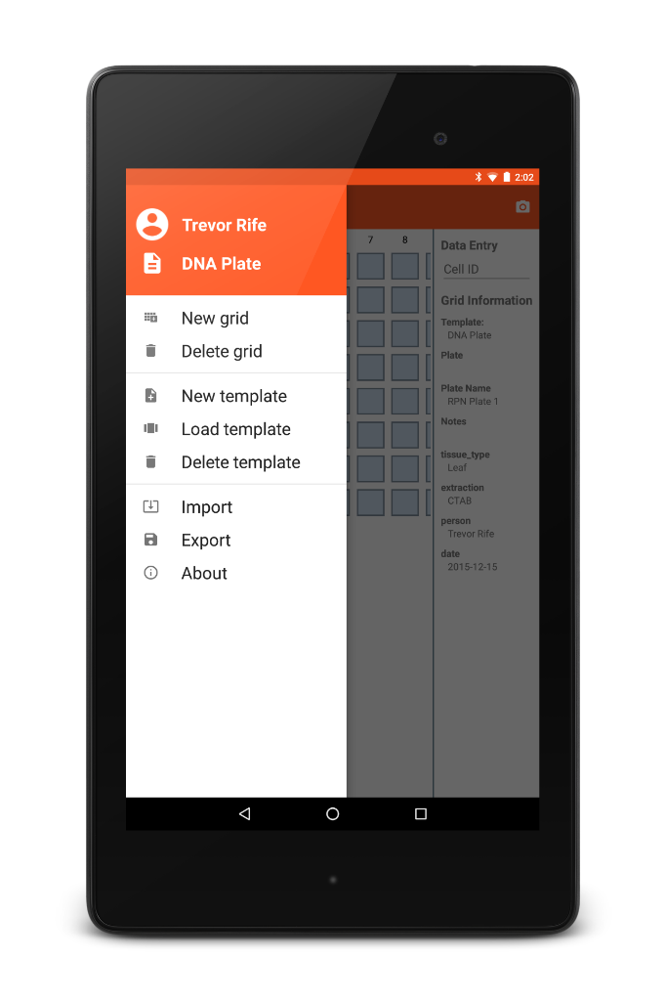 2:02
Trevor Rife
DNA Plate
New grid
Delete grid
New template
Load template
Delete template
Import
Export
About
7 8
Data Entry
Cell ID
Grid Information
Template:
DNA Plate
Plate
Plate Name
RPN Plate 1
Notes
tissue_type
Leaf
extraction
CTAB
person
Trevor Rife
date
2015-12-15